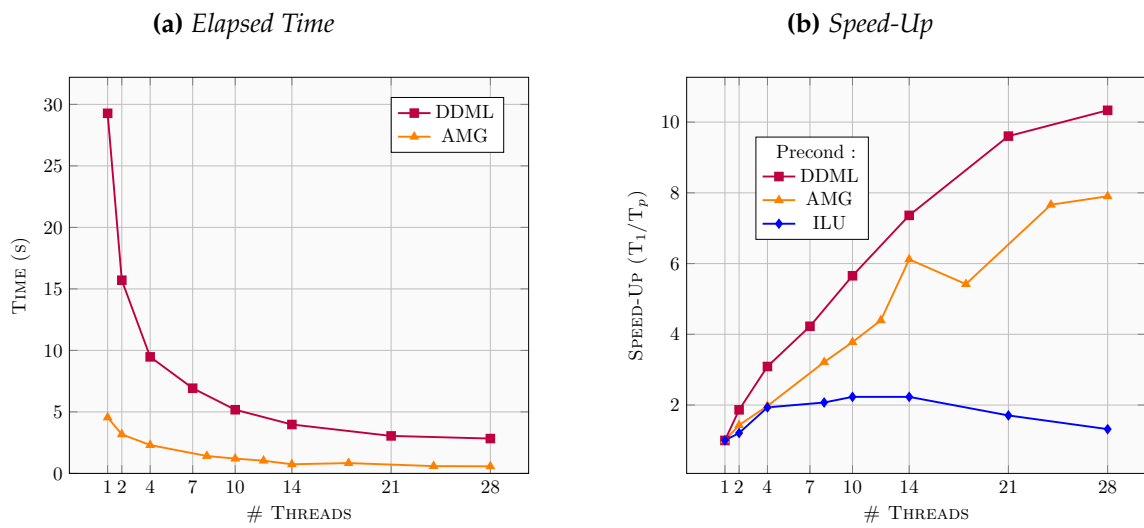 (a) Elapsed Time
30
25
20
15
10
5
0
TIME (s)
DDML
AMG
1 2 4 7 10 14 21 28
# THREADS
(b) Speed-Up
10
8
6
4
2
SPEED-UP (T₁/Tₚ)
Precond :
DDML
AMG
ILU
1 2 4 7 10 14 21 28
# THREADS